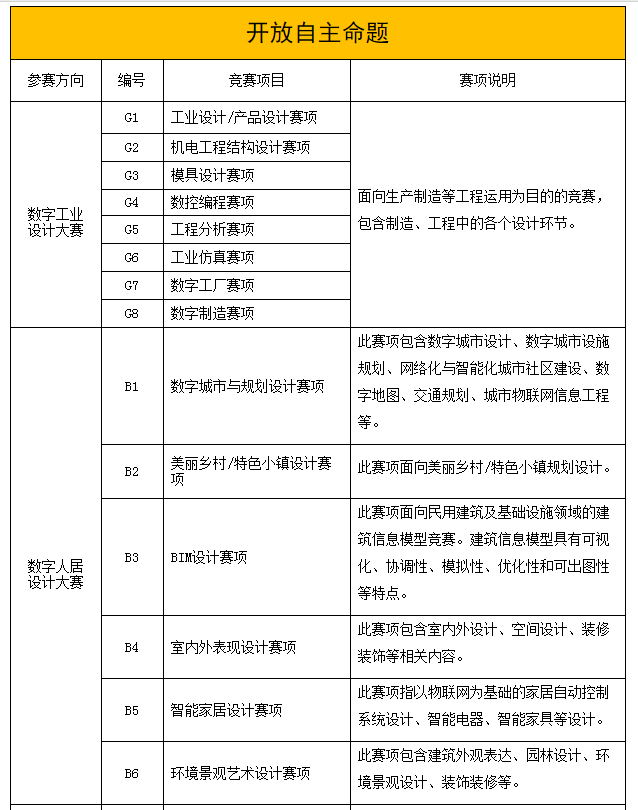 开放自主命题
参赛方向 编号 竞赛项目 赛项说明
数字工业
设计大赛
G1 工业设计/产品设计赛项
G2 机电工程结构设计赛项
G3 模具设计赛项
G4 数控编程赛项
G5 工程分析赛项
G6 工业仿真赛项
G7 数字工厂赛项
G8 数字制造赛项
面向生产制造等工程运用为目的的竞赛，
包含制造、工程中的各个设计环节。
数字人居
设计大赛
B1 数字城市与规划设计赛项
此赛项包含数字城市设计、数字城市设施
规划、网络化与智能化城市社区建设、数
字地图、交通规划、城市物联网信息工程
等。
B2 美丽乡村/特色小镇设计赛
项
此赛项面向美丽乡村/特色小镇规划设计。
B3 BIM设计赛项
此赛项面向民用建筑及基础设施领域的建
筑信息模型竞赛。建筑信息模型具有可视
化、协调性、模拟性、优化性和可出图性
等特点。
B4 室内外表现设计赛项
此赛项包含室内外设计、空间设计、装修
装饰等相关内容。
B5 智能家居设计赛项
此赛项指以物联网为基础的家居自动控制
系统设计、智能电器、智能家具等设计。
B6 环境景观艺术设计赛项
此赛项包含建筑外观表达、园林设计、环
境景观设计、装饰装修等。